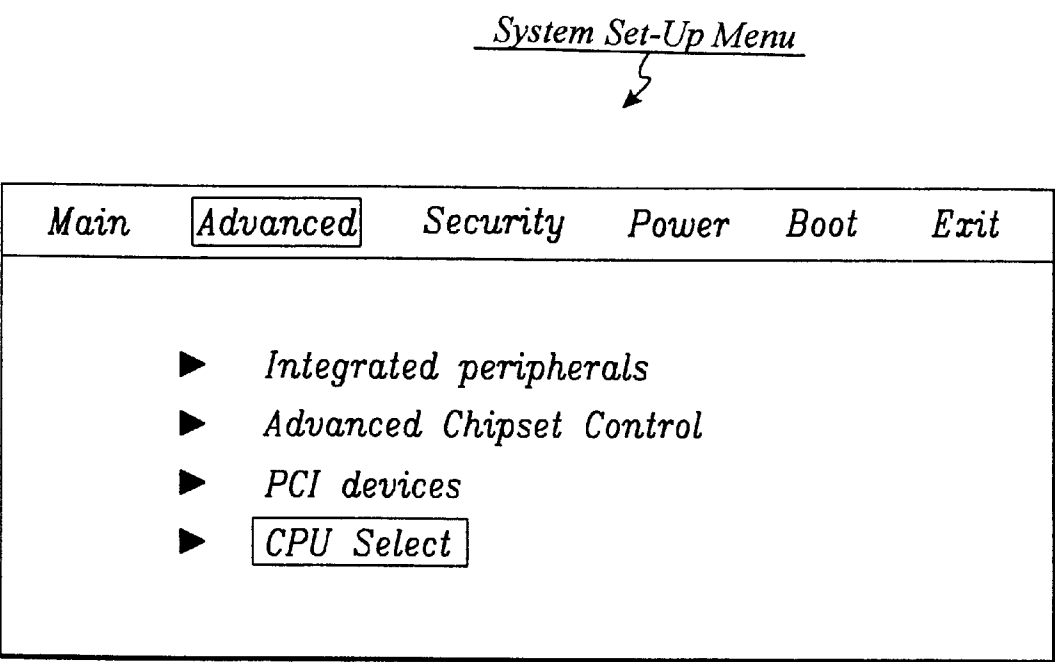 System Set-Up Menu
Main Advanced Security Power Boot Exit
Integrated peripherals
Advanced Chipset Control
PCI devices
CPU Select